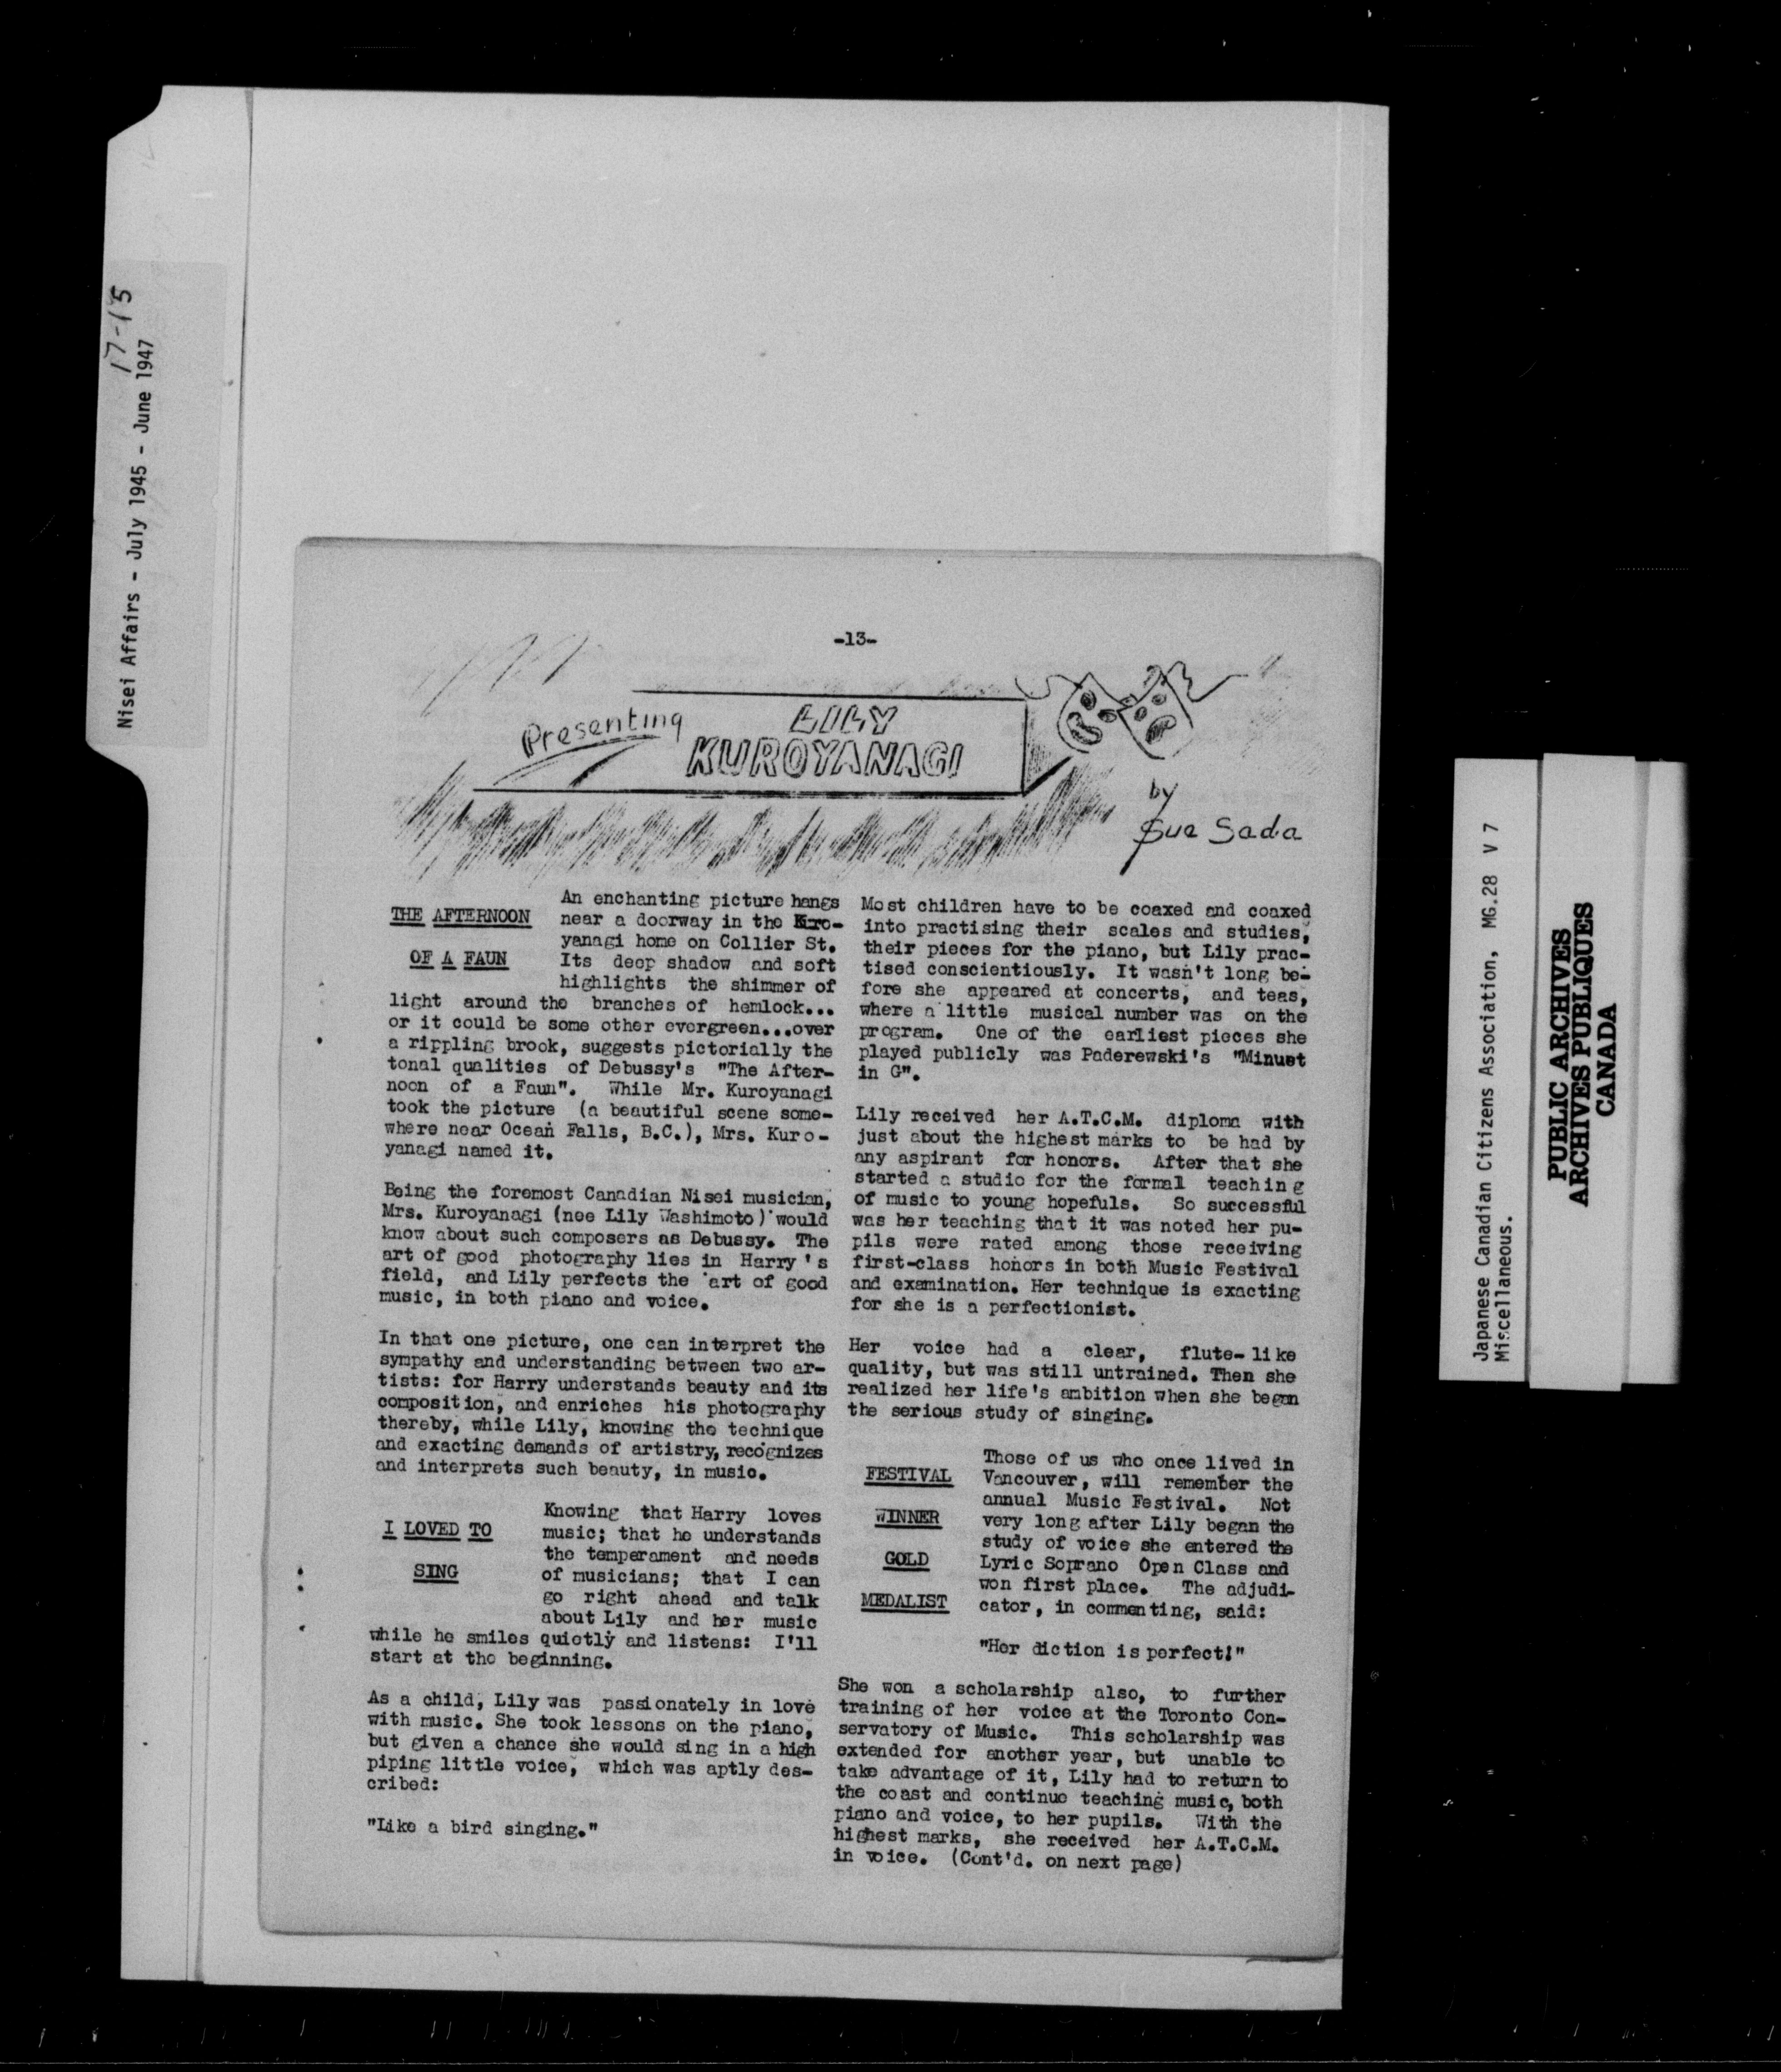 17-15
Nisei Affairs - July 1945 - June 1947
-13-
Presenting
LILY
KUROYANAGI
by
Sue Sada
THE AFTERNOON
OF A FAUN
An enchanting picture hangs
near a doorway in the Kuro-
yanagi home on Collier St.
Its deep shadow and soft
highlights the shimmer of
light around the branches of hemlock...
or it could be some other evergreen...over
a rippling brook, suggests pictorially the
tonal qualities of Debussy's "The After-
noon of a Faun". While Mr. Kuroyanagi
took the picture (a beautiful scene some-
where near Ocean Falls, B.C.), Mrs. Kuro-
yanagi named it.
Being the foremost Canadian Nisei musician,
Mrs. Kuroyanagi (nee Lily Washimoto) would
know about such composers as Debussy. The
art of good photography lies in Harry's
field, and Lily perfects the art of good
music, in both piano and voice.
In that one picture, one can interpret the
sympathy and understanding between two ar-
tists: for Harry understands beauty and its
composition, and enriches his photography
thereby, while Lily, knowing the technique
and exacting demands of artistry, recognizes
and interprets such beauty, in music.
I LOVED TO
SING
Knowing that Harry loves
music; that he understands
the temperament and needs
of musicians; that I can
go right ahead and talk
about Lily and her music
while he smiles quietly and listens: I'll
start at the beginning.
As a child, Lily was passionately in love
with music. She took lessons on the piano,
but given a chance she would sing in a high
piping little voice, which was aptly des-
cribed:
"Like a bird singing."
Most children have to be coaxed and coaxed
into practising their scales and studies,
their pieces for the piano, but Lily prac-
tised conscientiously. It wasn't long be-
fore she appeared at concerts, and teas,
where a little musical number was on the
program. One of the earliest pieces she
played publicly was Paderewski's "Minuet
in G".
Lily received her A.T.C.M. diploma with
just about the highest marks to be had by
any aspirant for honors. After that she
started a studio for the formal teaching
of music to young hopefuls. So successful
was her teaching that it was noted her pu-
pils were rated among those receiving
first-class honors in both Music Festival
and examination. Her technique is exacting
for she is a perfectionist.
Her voice had a clear, flute-like
quality, but was still untrained. Then she
realized her life's ambition when she began
the serious study of singing.
FESTIVAL
WINNER
GOLD
MEDALIST
Those of us who once lived in
Vancouver, will remember the
annual Music Festival. Not
very long after Lily began the
study of voice she entered the
Lyric Soprano Open Class and
won first place. The adjudi-
cator, in commenting, said:
"Her diction is perfect!"
She won a scholarship also, to further
training of her voice at the Toronto Con-
servatory of Music. This scholarship was
extended for another year, but unable to
take advantage of it, Lily had to return to
the coast and continue teaching music, both
piano and voice, to her pupils. With the
highest marks, she received her A.T.C.M.
in voice. (Cont'd. on next page)
Japanese Canadian Citizens Association, MG.28 V 7
Miscellaneous.
PUBLIC ARCHIVES
ARCHIVES PUBLIQUES
CANADA